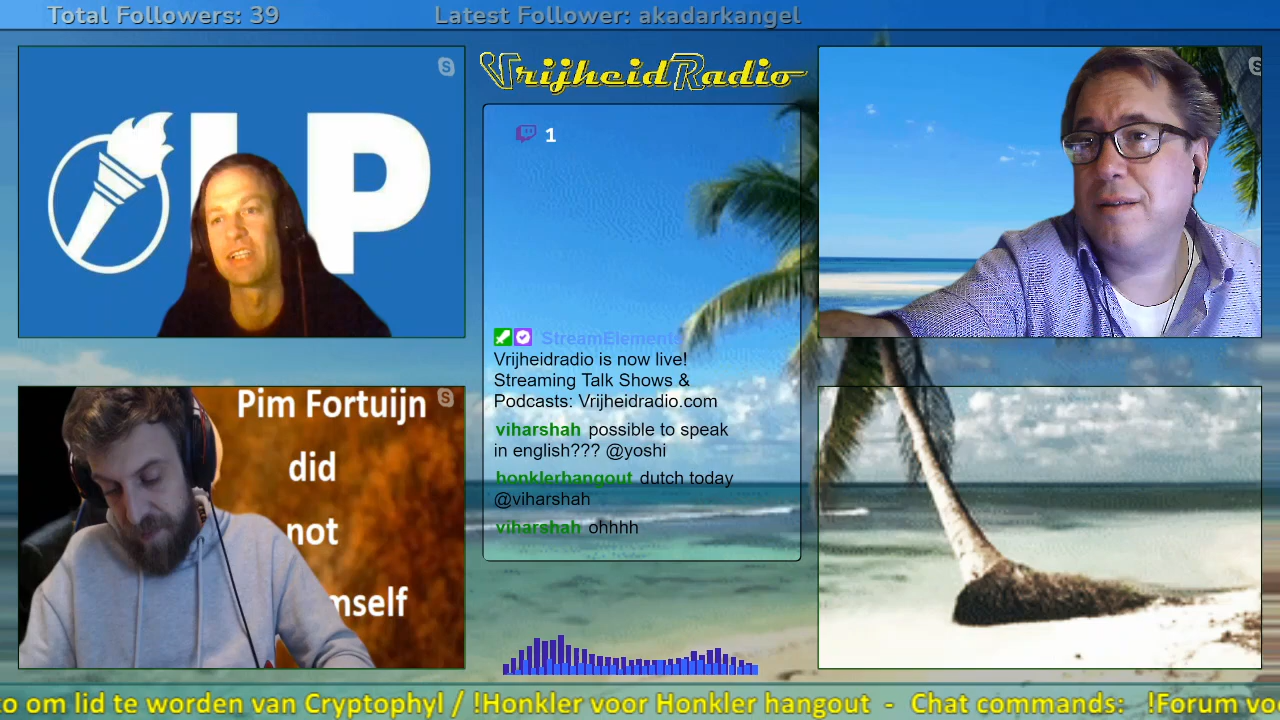 Total Followers: 39
Latest Follower: akadarkangel
VrijheidRadio
LP
1
StreamElements
Vrijheidradio is now live!
Streaming Talk Shows &
Podcasts: Vrijheidradio.com
viharshah possible to speak
in english??? @yoshi
honklerhangout dutch today
@viharshah
viharshah ohhhh
Pim Fortuijn
did
not
mself
to om lid te worden van Cryptophyl / !Honkler voor Honkler hangout - Chat commands: !Forum vo